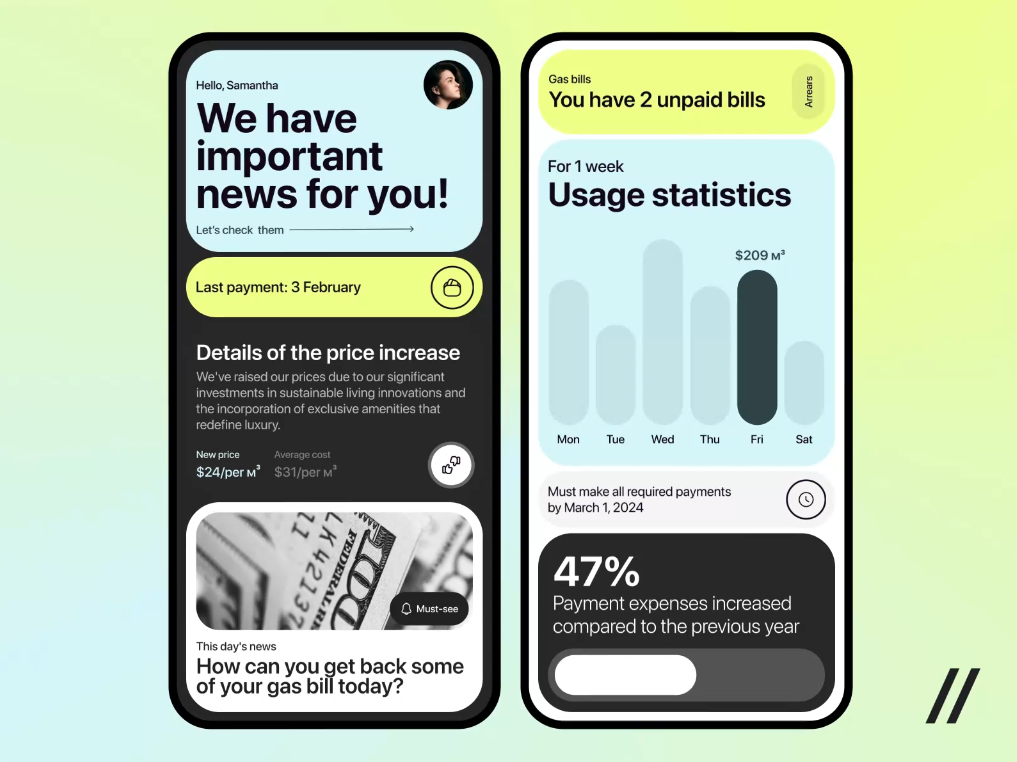 Hello, Samantha
We have
important
news for you!
Let's check them
Last payment: 3 February
Details of the price increase
We've raised our prices due to our significant
investments in sustainable living innovations and
the incorporation of exclusive amenities that
redefine luxury.
New price
$24/per м³
Average cost
$31/per м³
LK4213
FEDERAL
100
Must-see
This day's news
How can you get back some
of your gas bill today?
Gas bills
You have 2 unpaid bills
Arrears
For 1 week
Usage statistics
$209 м³
Mon Tue Wed Thu Fri Sat
Must make all required payments
by March 1, 2024
47%
Payment expenses increased
compared to the previous year
//